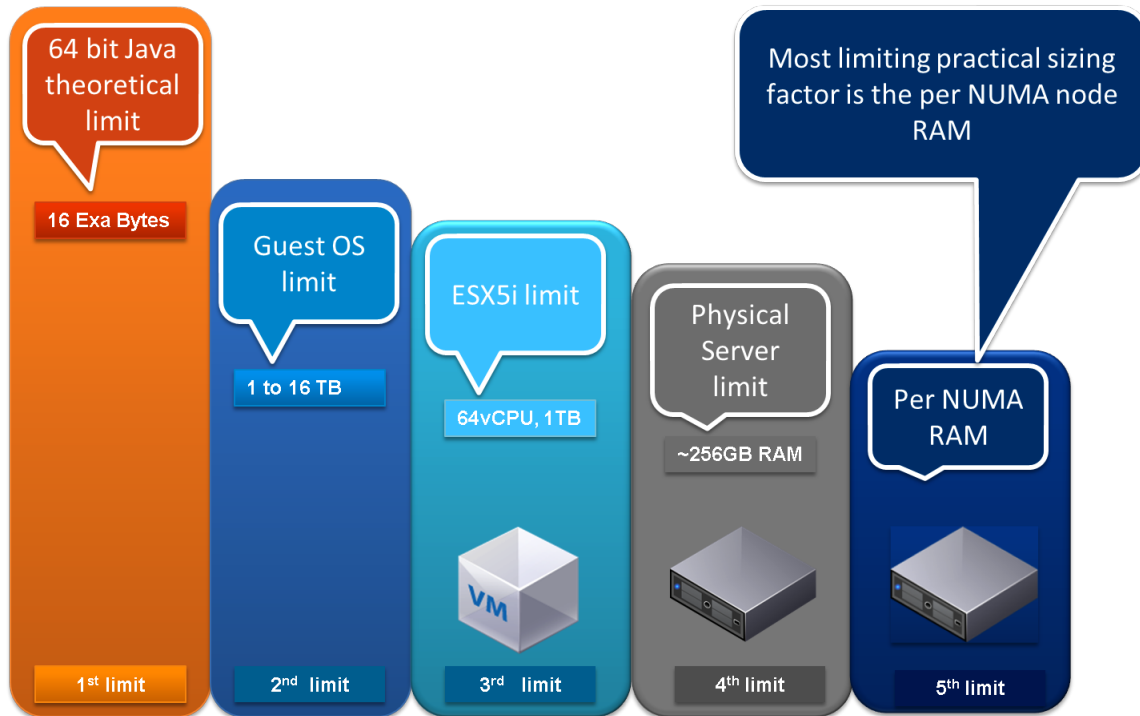 64 bit Java
theoretical
limit
16 Exa Bytes
1st limit
Guest OS
limit
1 to 16 TB
2nd limit
ESX5i limit
64vCPU, 1TB
VM
3rd limit
Physical
Server
limit
~256GB RAM
4th limit
Most limiting practical sizing
factor is the per NUMA node
RAM
Per NUMA
RAM
5th limit